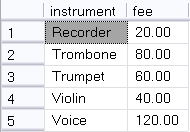 instrument fee
1 Recorder 20.00
2 Trombone 80.00
3 Trumpet 60.00
4 Violin 40.00
5 Voice 120.00